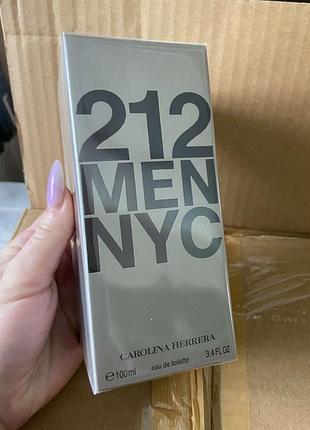 212
MEN
NYC
CAROLINA HERRERA
℮100ml eau de toilette 3.4 FL OZ